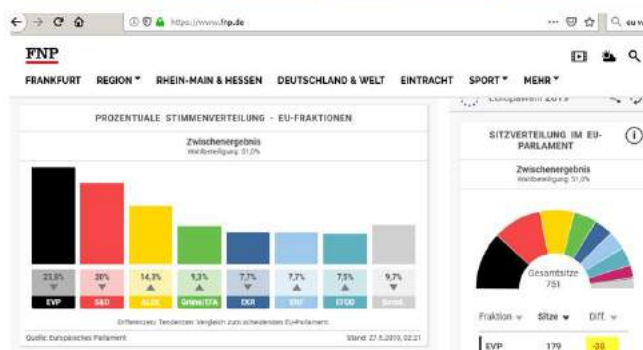 https://www.fnp.de
eu w
FNP
FRANKFURT REGION RHEIN-MAIN & HESSEN DEUTSCHLAND & WELT EINTRACHT SPORT MEHR
PROZENTUALE STIMMENVERTEILUNG - EU-FRAKTIONEN
Zwischenergebnis
Wahlbeteiligung: 51,0%
23,8% 20% 14,3% 9,3% 7,7% 7,7% 7,5% 9,7%
EVP S&D ALDE Grüne/EFA EKR ENF EFDD Sonst.
Differenzen/ Tendenzen: Vergleich zum scheidenden EU-Parlament.
Quelle: Europäisches Parlament
Stand: 27.5.2019, 02:21
Europawahl 2019
SITZVERTEILUNG IM EU-
PARLAMENT
Zwischenergebnis
Wahlbeteiligung: 51,0%
Gesamtsitze
751
Fraktion Sitze Diff.
EVP 179 -38